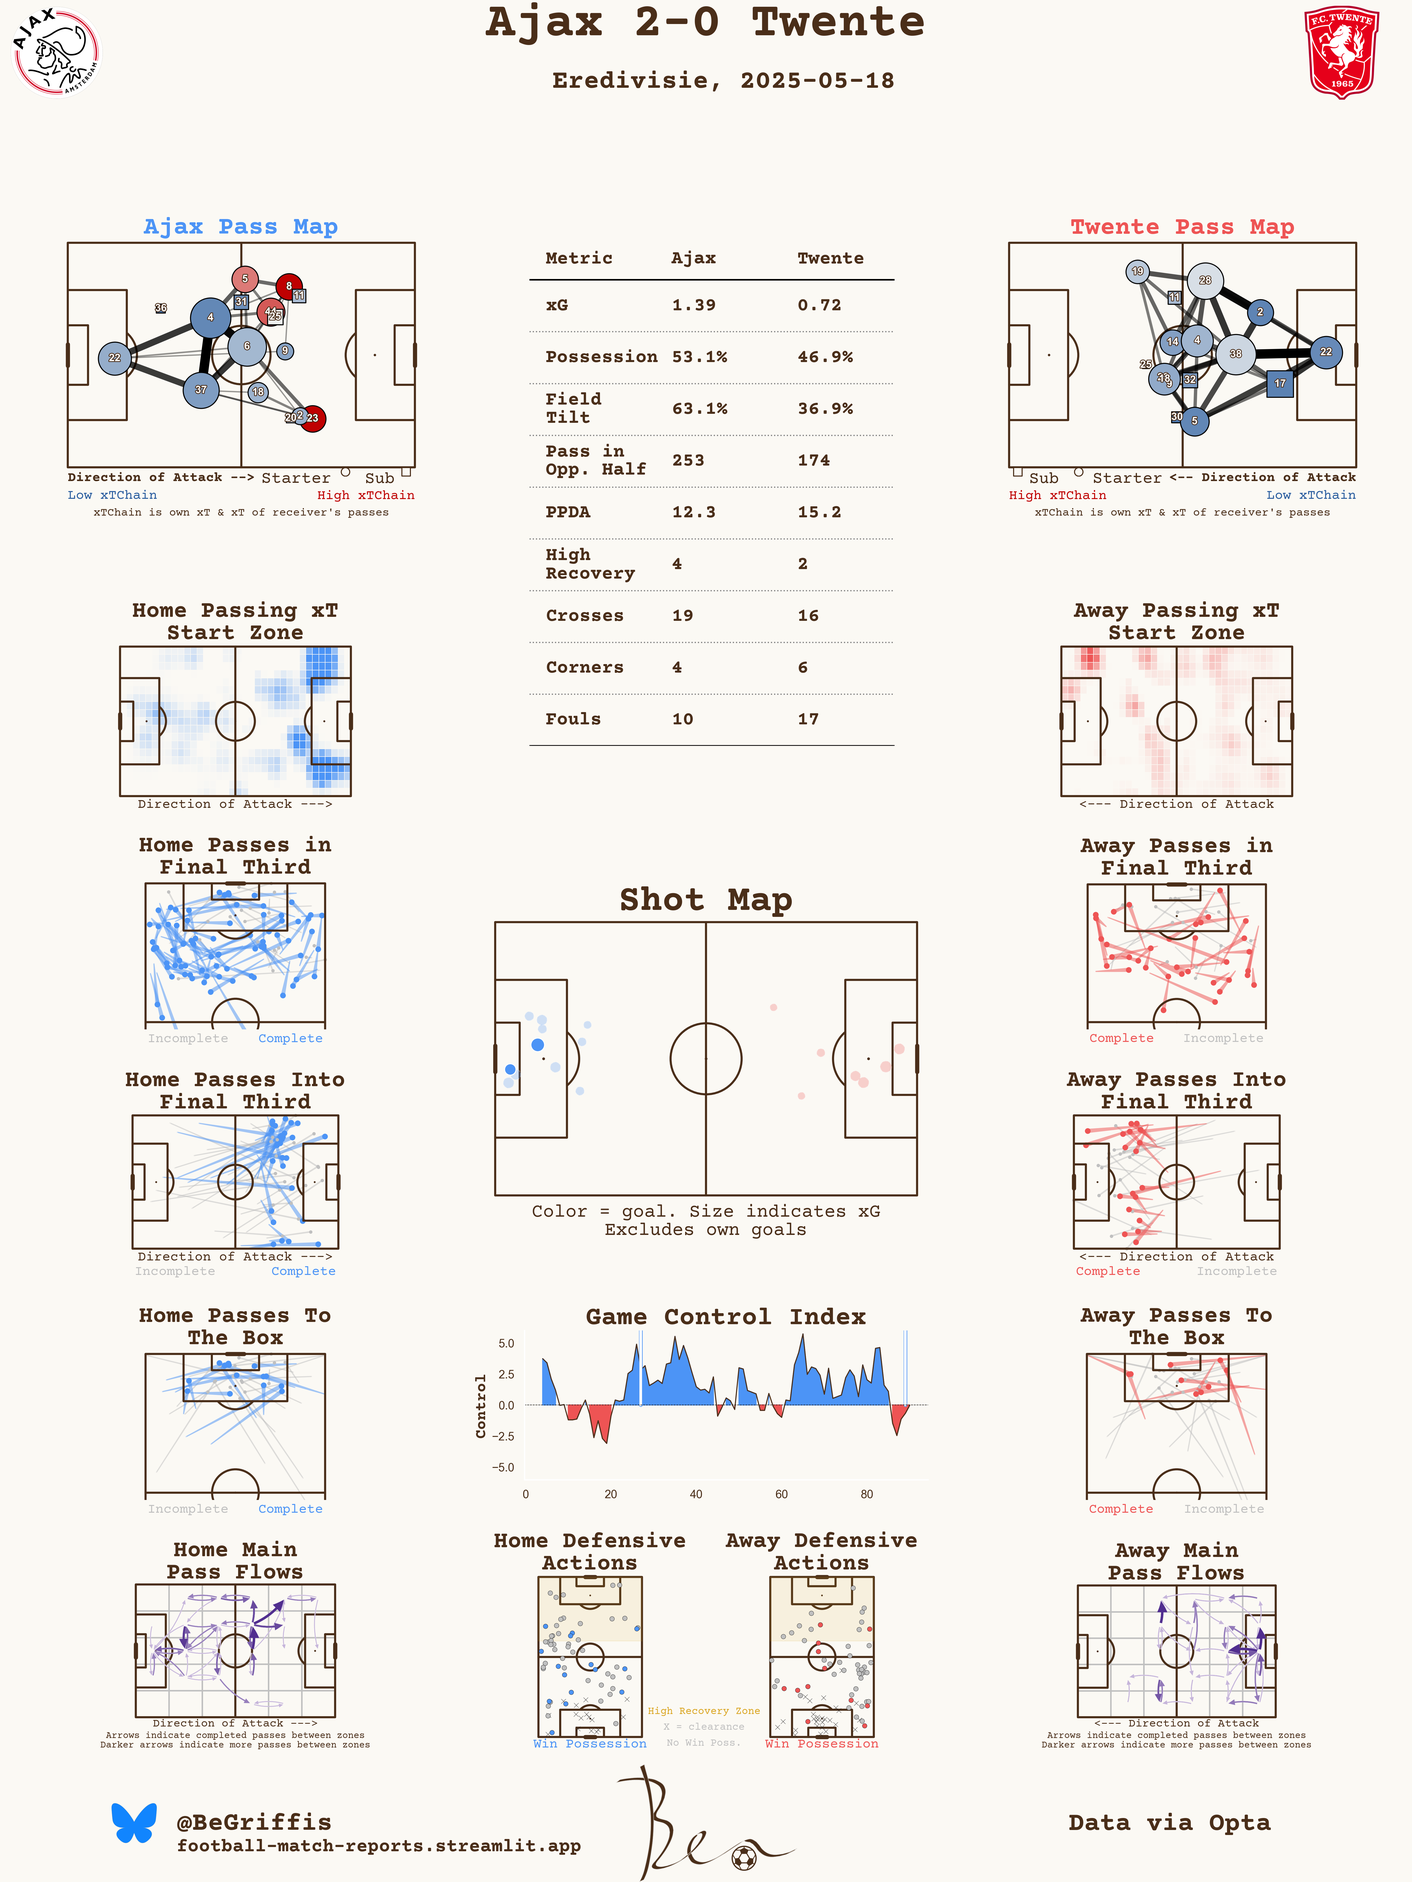 Ajax 2-0 Twente
Eredivisie, 2025-05-18
AJAX
AMSTERDAM
F.C. TWENTE
1965
Ajax Pass Map
5
8
11
31
36
4
25
6
9
22
37
18
20
2
23
Direction of Attack --> Starter Sub
Low xTChain High xTChain
xTChain is own xT & xT of receiver's passes
Metric Ajax Twente
xG 1.39 0.72
Possession 53.1% 46.9%
Field
Tilt 63.1% 36.9%
Pass in
Opp. Half 253 174
PPDA 12.3 15.2
High
Recovery 4 2
Crosses 19 16
Corners 4 6
Fouls 10 17
Twente Pass Map
19
28
11
2
14
4
38
22
25
9
32
17
30
5
Sub Starter <-- Direction of Attack
High xTChain Low xTChain
xTChain is own xT & xT of receiver's passes
Home Passing xT
Start Zone
Direction of Attack --->
Away Passing xT
Start Zone
<--- Direction of Attack
Home Passes in
Final Third
Incomplete Complete
Away Passes in
Final Third
Complete Incomplete
Shot Map
Color = goal. Size indicates xG
Excludes own goals
Home Passes Into
Final Third
Direction of Attack --->
Incomplete Complete
Away Passes Into
Final Third
<--- Direction of Attack
Complete Incomplete
Home Passes To
The Box
Incomplete Complete
Game Control Index
Control
5.0
2.5
0.0
−2.5
−5.0
0 20 40 60 80
Away Passes To
The Box
Complete Incomplete
Home Main
Pass Flows
Direction of Attack --->
Arrows indicate completed passes between zones
Darker arrows indicate more passes between zones
Home Defensive
Actions
Win Possession
Away Defensive
Actions
Win Possession
High Recovery Zone
X = clearance
No Win Poss.
Away Main
Pass Flows
<--- Direction of Attack
Arrows indicate completed passes between zones
Darker arrows indicate more passes between zones
@BeGriffis
football-match-reports.streamlit.app
Ben
Data via Opta